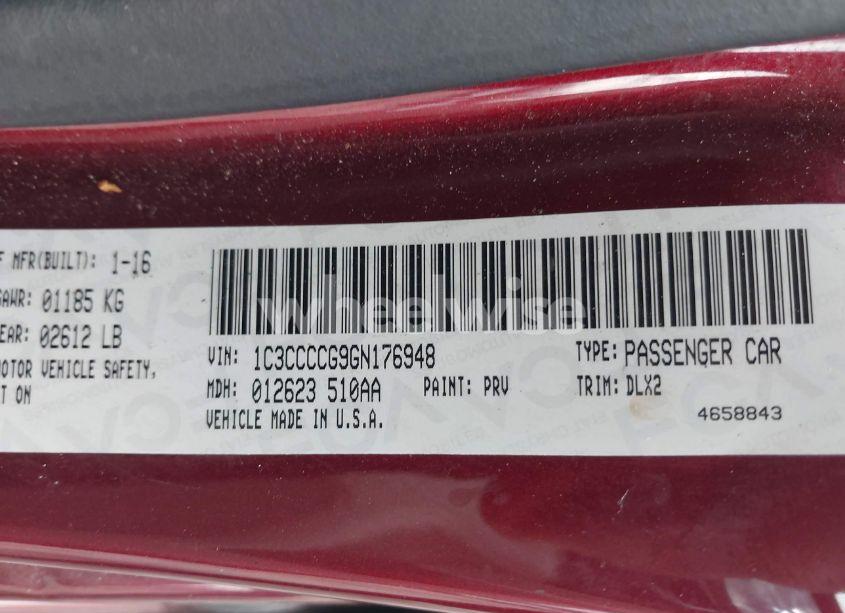 F MFR(BUILT): 1-16
GAWR: 01185 KG
EAR: 02612 LB
MOTOR VEHICLE SAFETY,
T ON
wheelwise
VIN: 1C3CCCCG9GN176948 TYPE: PASSENGER CAR
MDH: 012623 510AA PAINT: PRV TRIM: DLX2
VEHICLE MADE IN U.S.A. 4658843